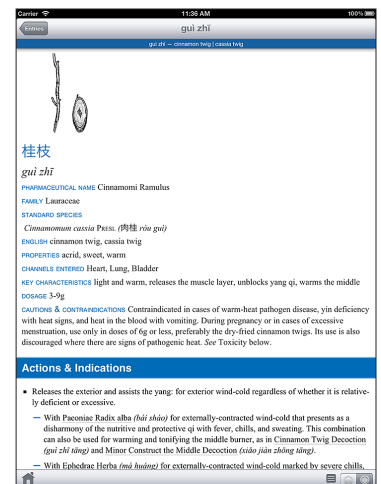 Carrier 11:36 AM 100%
Entries guì zhī
guì zhī — cinnamon twig | cassia twig
桂枝
guì zhī
PHARMACEUTICAL NAME Cinnamomi Ramulus
FAMILY Lauraceae
STANDARD SPECIES
Cinnamomum cassia PRESL (肉桂 ròu guì)
ENGLISH cinnamon twig, cassia twig
PROPERTIES acrid, sweet, warm
CHANNELS ENTERED Heart, Lung, Bladder
KEY CHARACTERISTICS light and warm, releases the muscle layer, unblocks yang qi, warms the middle
DOSAGE 3-9g
CAUTIONS & CONTRAINDICATIONS Contraindicated in cases of warm-heat pathogen disease, yin deficiency
with heat signs, and heat in the blood with vomiting. During pregnancy or in cases of excessive
menstruation, use only in doses of 6g or less, preferably the dry-fried cinnamon twigs. Its use is also
discouraged where there are signs of pathogenic heat. See Toxicity below.
Actions & Indications
• Releases the exterior and assists the yang: for exterior wind-cold regardless of whether it is relative-
ly deficient or excessive.
— With Paeoniae Radix alba (bái sháo) for externally-contracted wind-cold that presents as a
disharmony of the nutritive and protective qi with fever, chills, and sweating. This combination
can also be used for warming and tonifying the middle burner, as in Cinnamon Twig Decoction
(guì zhī tāng) and Minor Construct the Middle Decoction (xiǎo jiàn zhōng tāng).
— With Ephedrae Herba (má huáng) for externally-contracted wind-cold marked by severe chills,